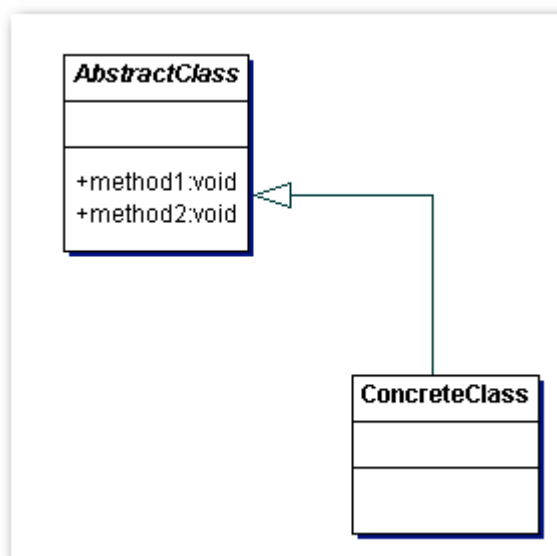 AbstractClass
+method1:void
+method2:void
ConcreteClass